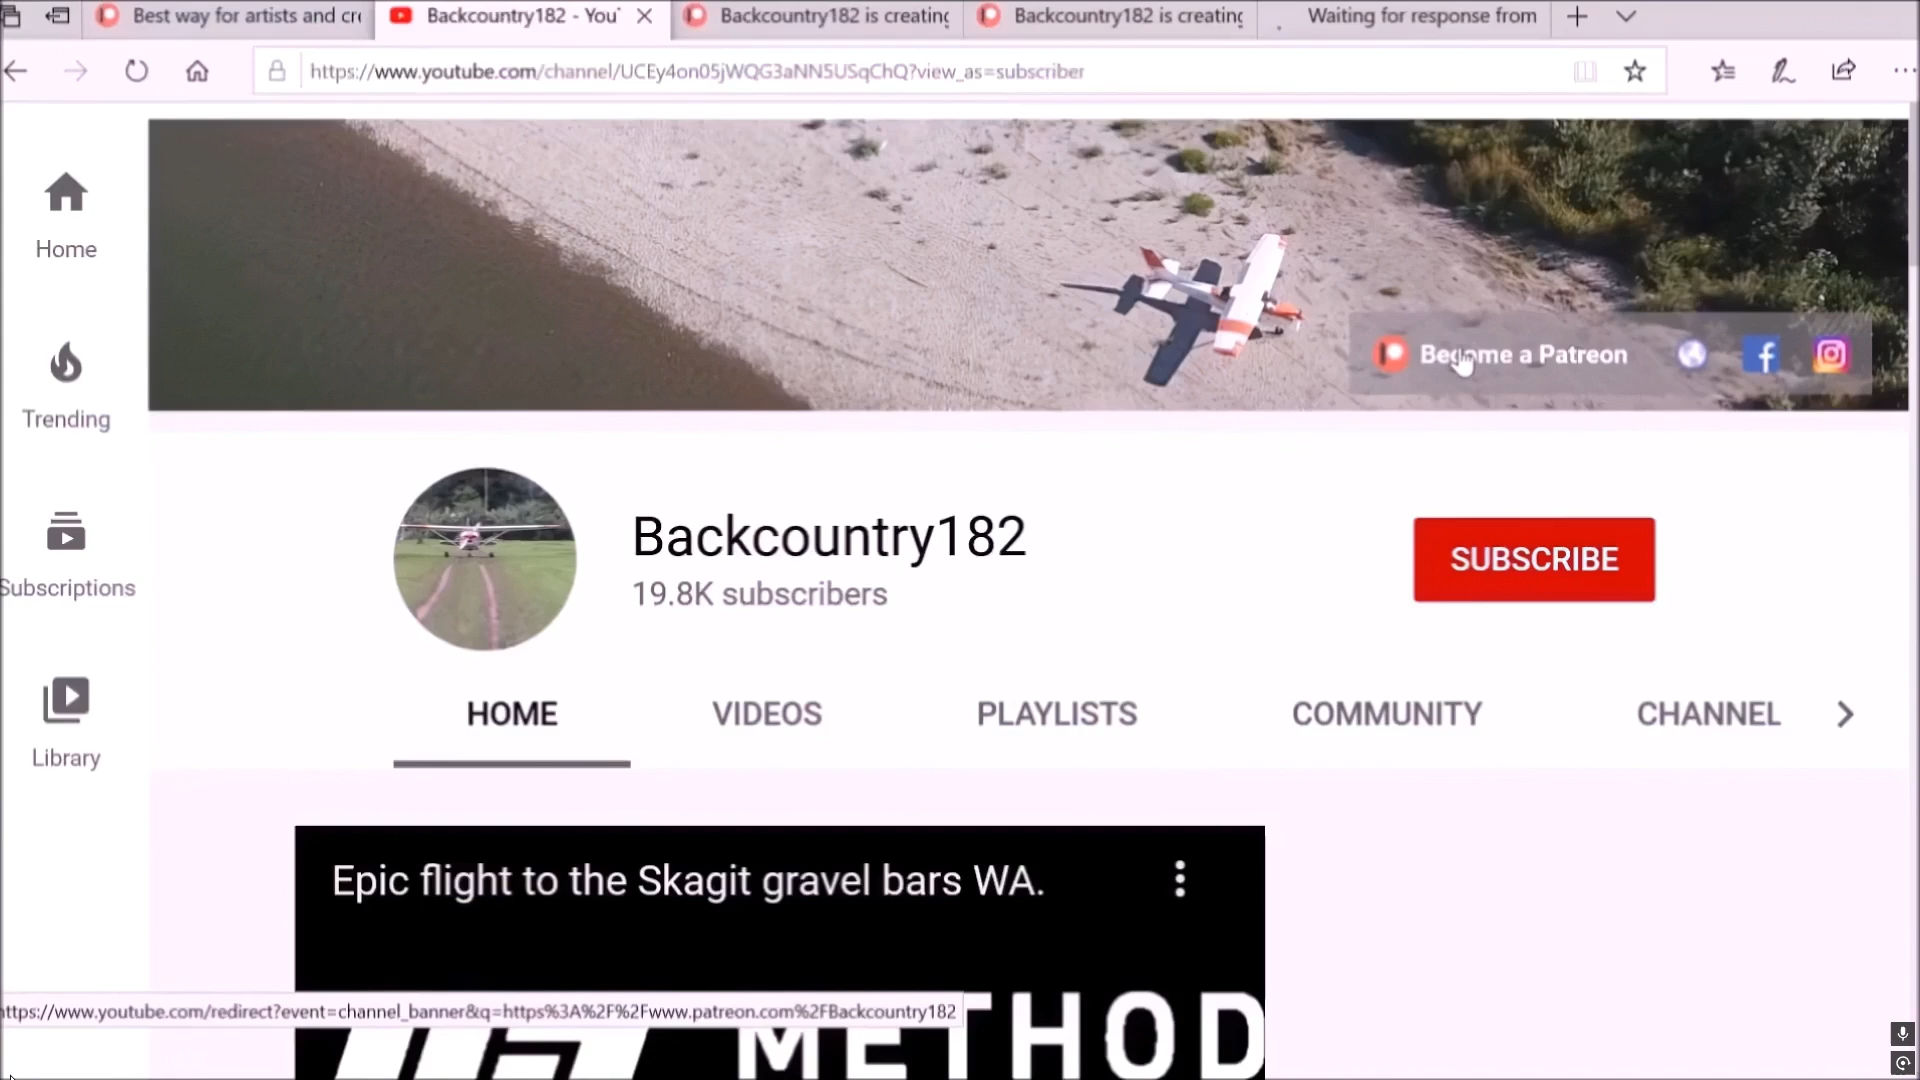 Best way for artists and cre
Backcountry182 - You
Backcountry182 is creating
Backcountry182 is creating
Waiting for response from
https://www.youtube.com/channel/UCEy4on05jWQG3aNN5USqChQ?view_as=subscriber
Home
Trending
Subscriptions
Library
Become a Patreon
Backcountry182
19.8K subscribers
SUBSCRIBE
HOME
VIDEOS
PLAYLISTS
COMMUNITY
CHANNEL
Epic flight to the Skagit gravel bars WA.
METHOD
ttps://www.youtube.com/redirect?event=channel_banner&q=https%3A%2F%2Fwww.patreon.com%2FBackcountry182